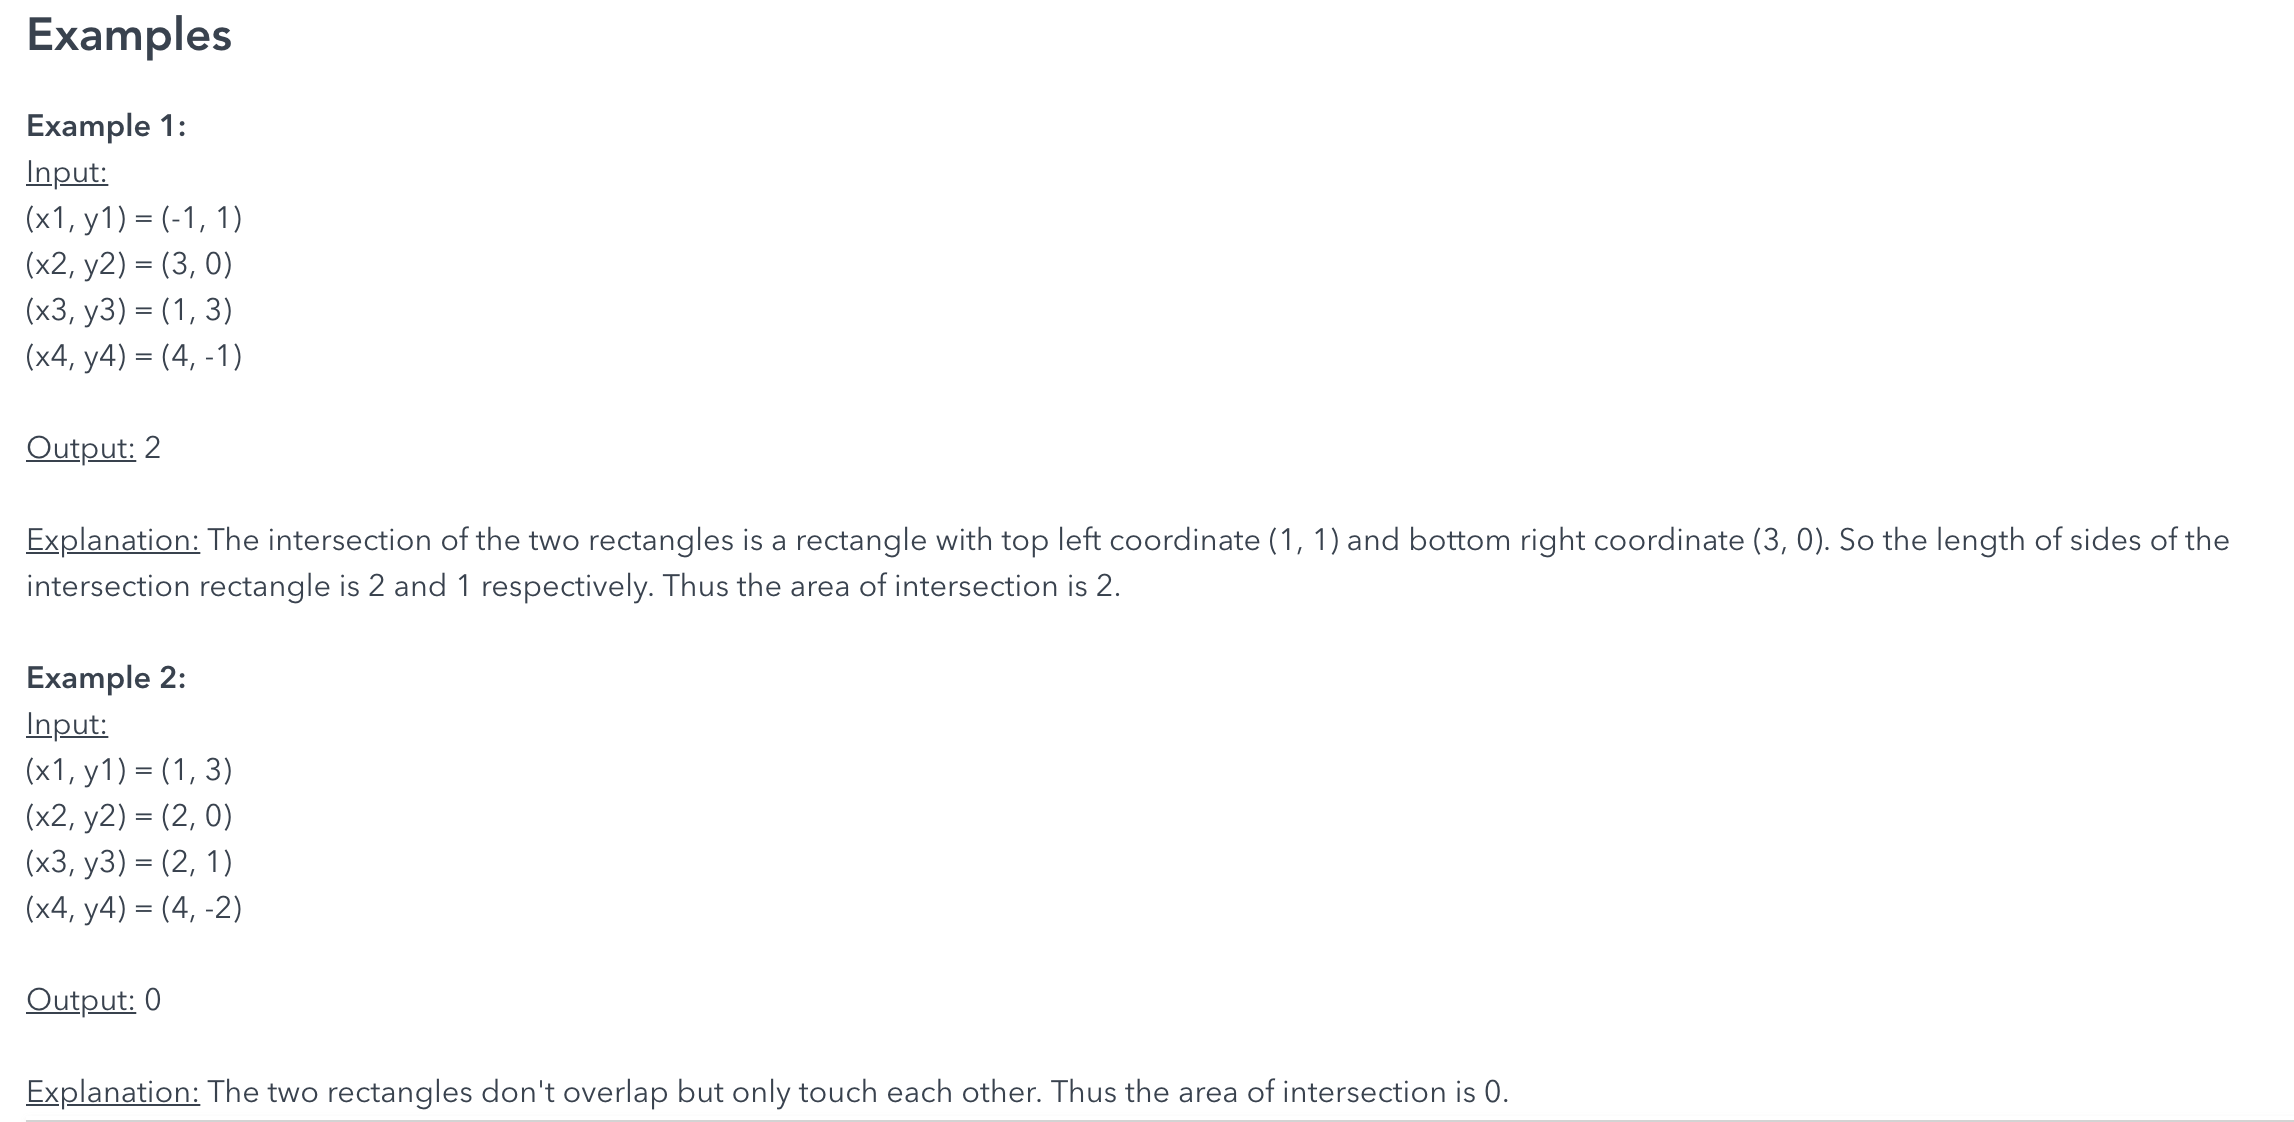 Examples
Example 1:
Input:
(x1, y1) = (-1, 1)
(x2, y2) = (3, 0)
(x3, y3) = (1, 3)
(x4, y4) = (4, -1)
Output: 2
Explanation: The intersection of the two rectangles is a rectangle with top left coordinate (1, 1) and bottom right coordinate (3, 0). So the length of sides of the
intersection rectangle is 2 and 1 respectively. Thus the area of intersection is 2.
Example 2:
Input:
(x1, y1) = (1, 3)
(x2, y2) = (2, 0)
(x3, y3) = (2, 1)
(x4, y4) = (4, -2)
Output: 0
Explanation: The two rectangles don't overlap but only touch each other. Thus the area of intersection is 0.